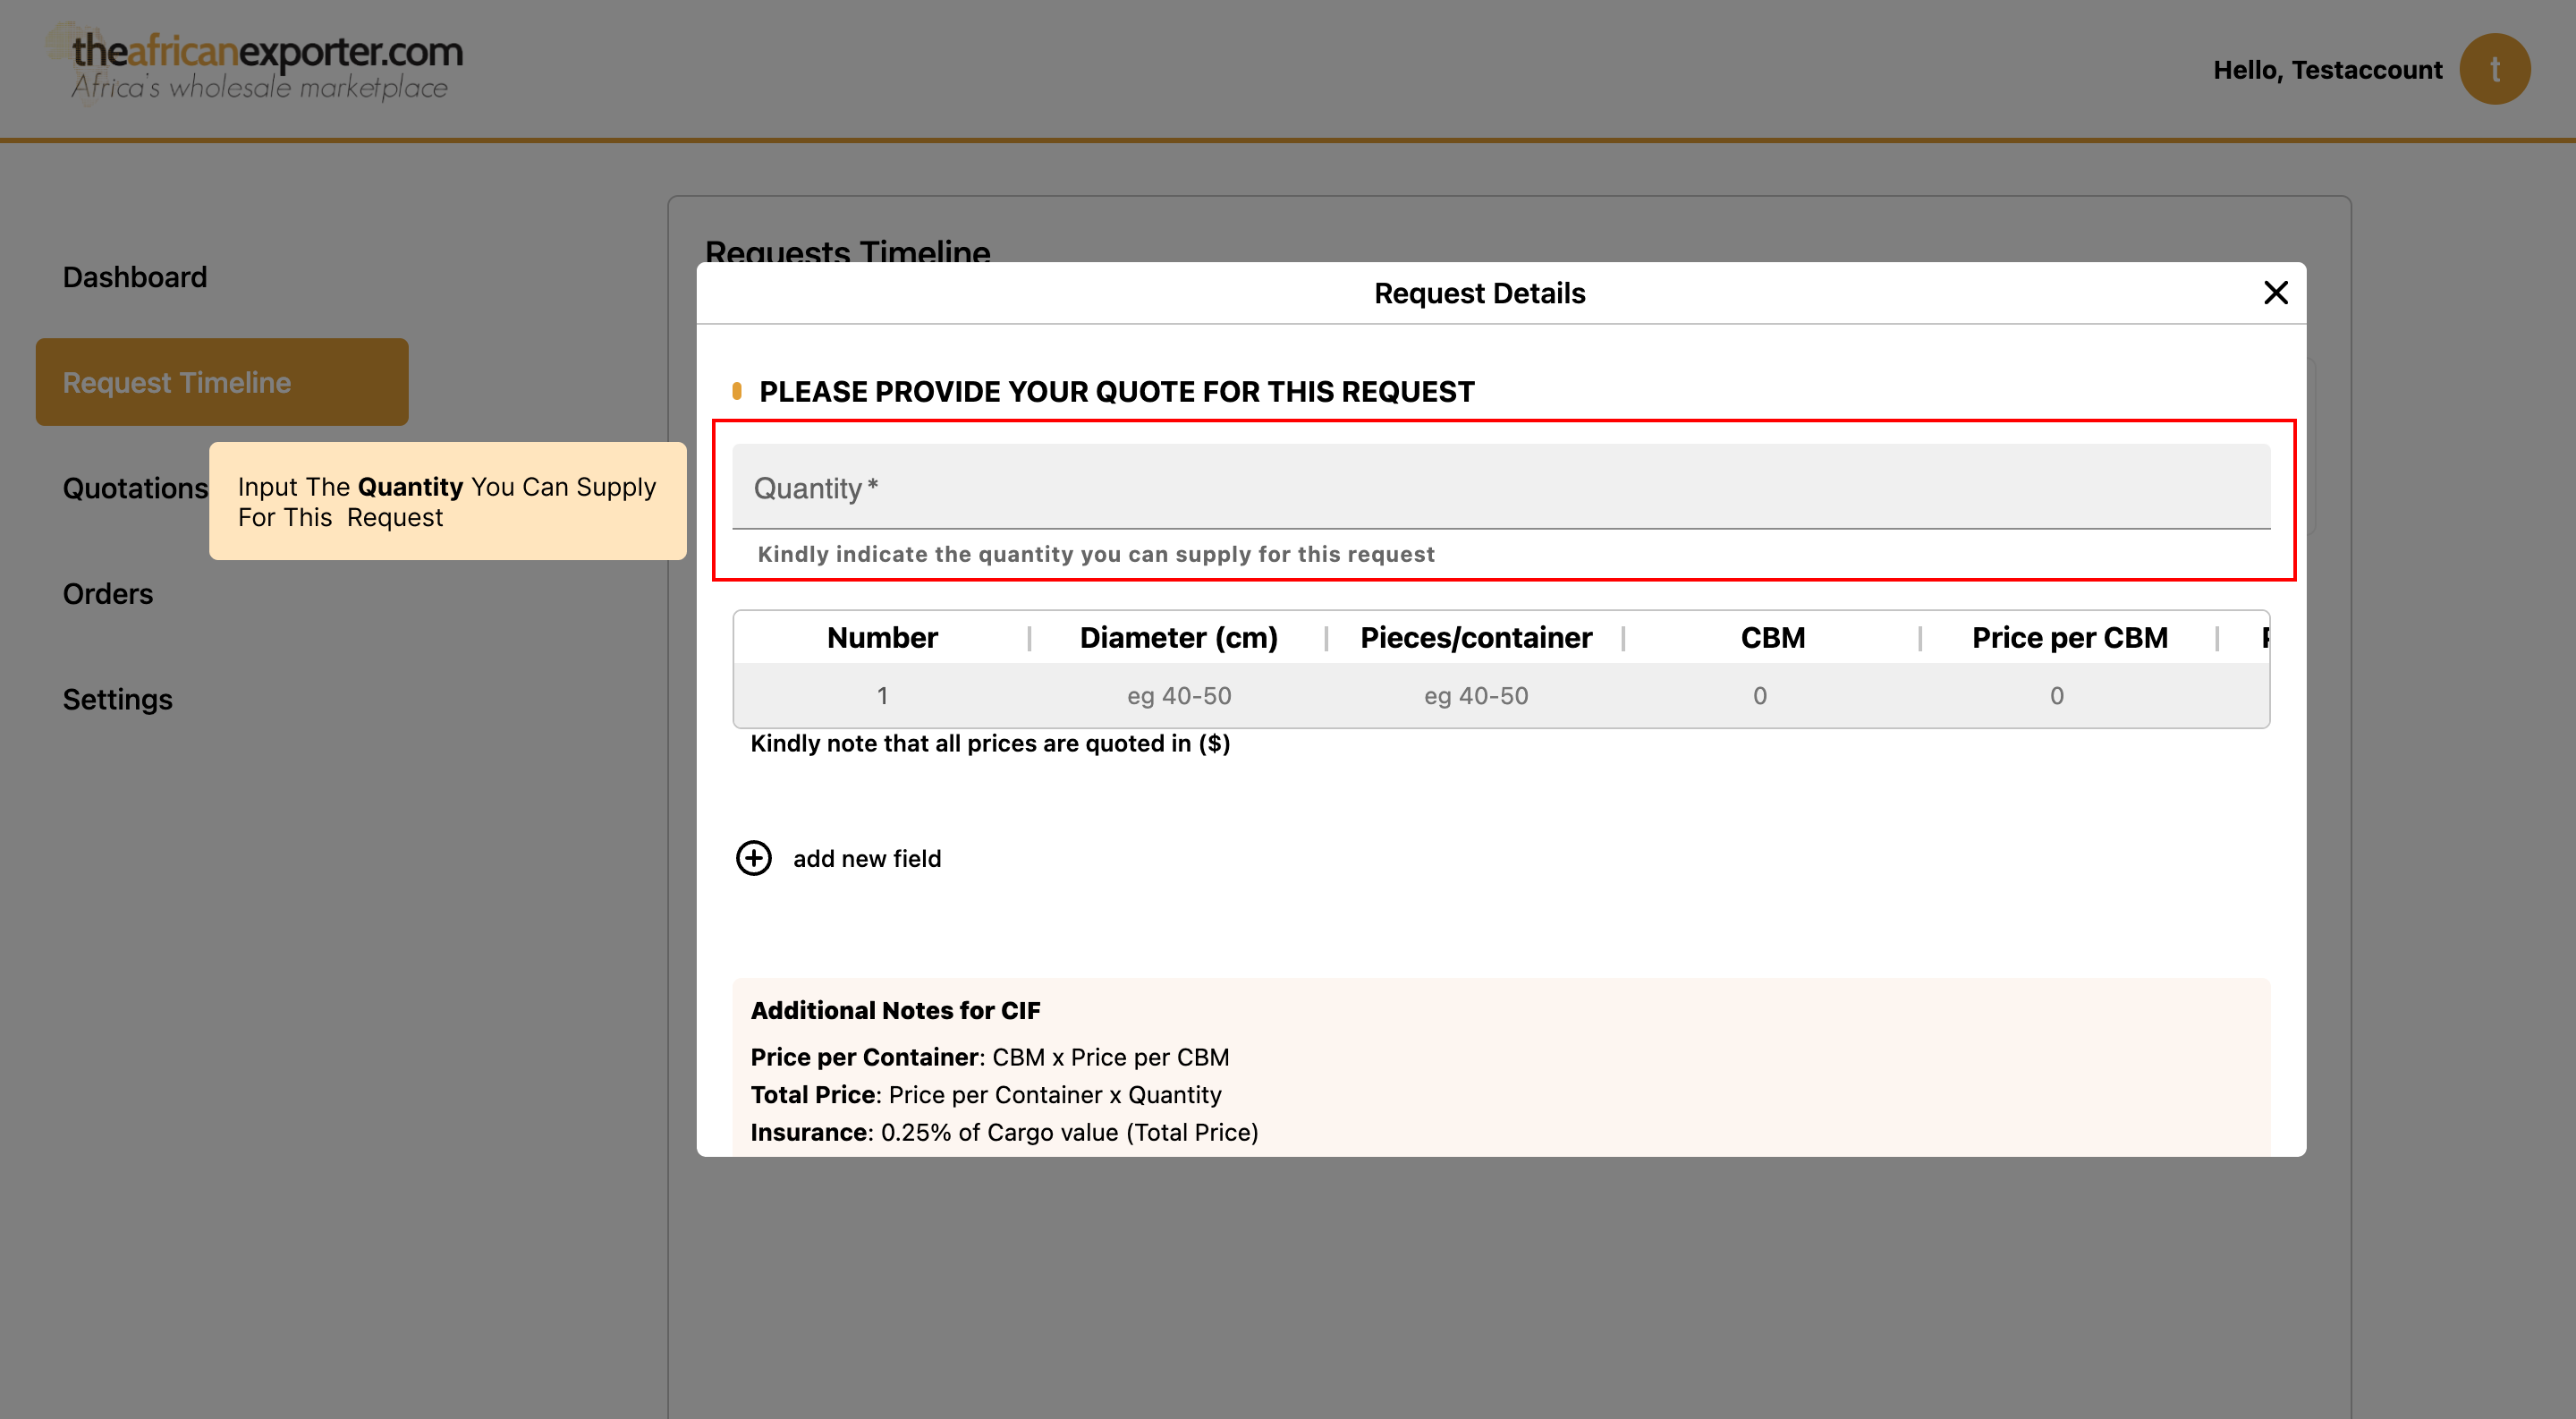 theafricanexporter.com
Africa's wholesale marketplace
Hello, Testaccount
t
Dashboard
Request Timeline
Quotations
Orders
Settings
Requests Timeline
Request Details
PLEASE PROVIDE YOUR QUOTE FOR THIS REQUEST
Input The Quantity You Can Supply
For This Request
Quantity *
Kindly indicate the quantity you can supply for this request
Number | Diameter (cm) | Pieces/container | CBM | Price per CBM |
1 eg 40-50 eg 40-50 0 0
Kindly note that all prices are quoted in ($)
add new field
Additional Notes for CIF
Price per Container: CBM x Price per CBM
Total Price: Price per Container x Quantity
Insurance: 0.25% of Cargo value (Total Price)